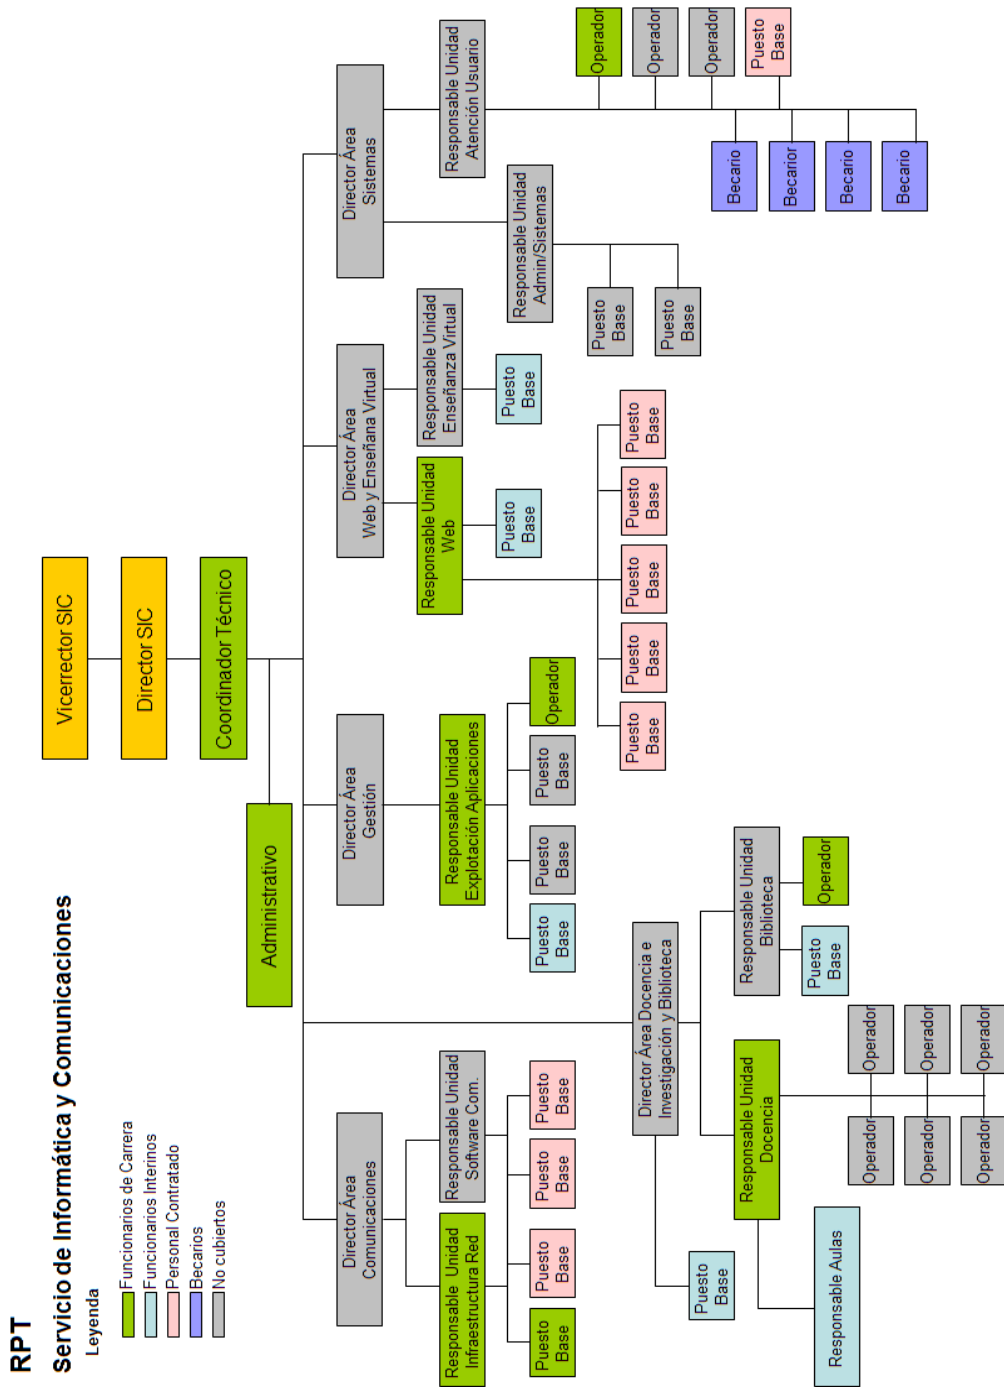 RPT
Servicio de Informática y Comunicaciones
Leyenda
Funcionarios de Carrera
Funcionarios Interinos
Personal Contratado
Becarios
No cubiertos
Vicerrector SIC
Director SIC
Coordinador Técnico
Administrativo
Director Área
Comunicaciones
Responsable Unidad
Infraestructura Red
Puesto
Base
Puesto
Base
Responsable Unidad
Software Com.
Puesto
Base
Puesto
Base
Director Área Docencia e
Investigación y Biblioteca
Puesto
Base
Responsable Unidad
Docencia
Responsable Aulas
Operador
Operador
Operador
Operador
Operador
Operador
Responsable Unidad
Biblioteca
Puesto
Base
Operador
Director Área
Gestión
Responsable Unidad
Explotación Aplicaciones
Puesto
Base
Puesto
Base
Puesto
Base
Operador
Director Área
Web y Enseñana Virtual
Responsable Unidad
Web
Puesto
Base
Puesto
Base
Puesto
Base
Puesto
Base
Puesto
Base
Puesto
Base
Responsable Unidad
Enseñanza Virtual
Puesto
Base
Director Área
Sistemas
Responsable Unidad
Admin/Sistemas
Puesto
Base
Puesto
Base
Responsable Unidad
Atención Usuario
Operador
Operador
Operador
Puesto
Base
Becario
Becarior
Becario
Becario